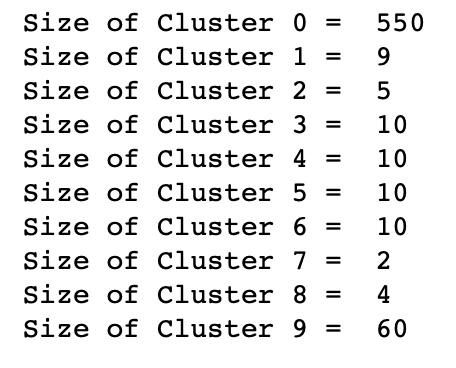 Size of Cluster 0 =  550
Size of Cluster 1 =  9
Size of Cluster 2 =  5
Size of Cluster 3 =  10
Size of Cluster 4 =  10
Size of Cluster 5 =  10
Size of Cluster 6 =  10
Size of Cluster 7 =  2
Size of Cluster 8 =  4
Size of Cluster 9 =  60